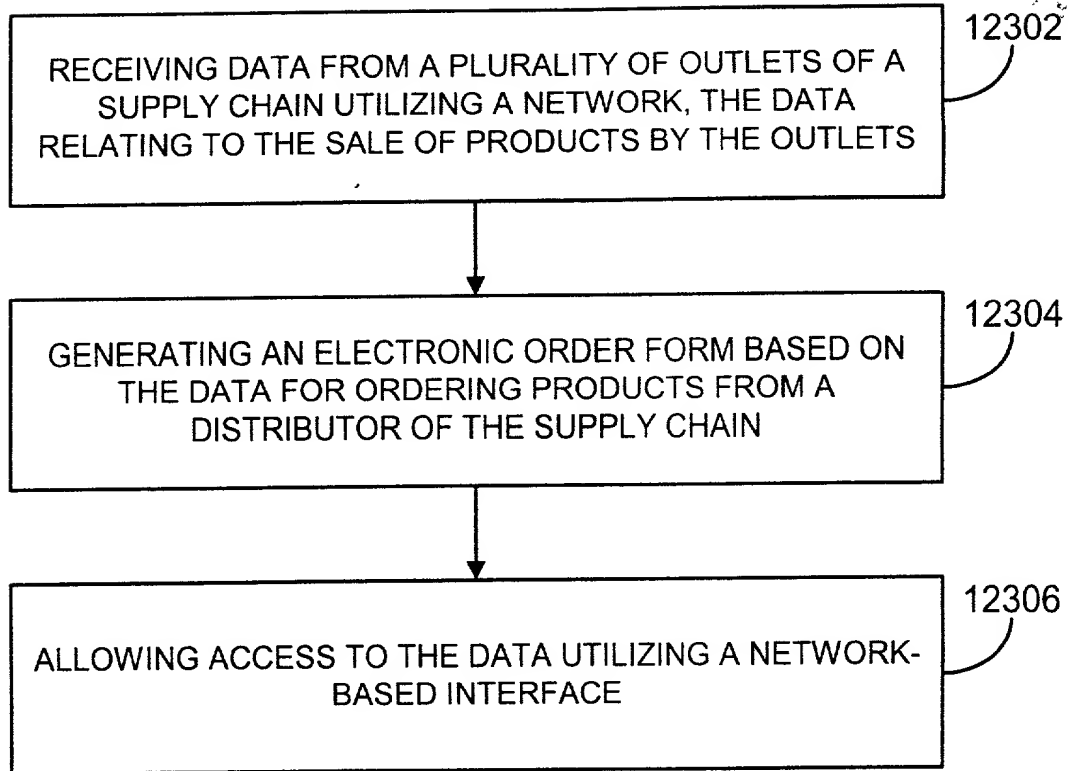 12302
RECEIVING DATA FROM A PLURALITY OF OUTLETS OF A
SUPPLY CHAIN UTILIZING A NETWORK, THE DATA
RELATING TO THE SALE OF PRODUCTS BY THE OUTLETS
12304
GENERATING AN ELECTRONIC ORDER FORM BASED ON
THE DATA FOR ORDERING PRODUCTS FROM A
DISTRIBUTOR OF THE SUPPLY CHAIN
12306
ALLOWING ACCESS TO THE DATA UTILIZING A NETWORK-
BASED INTERFACE